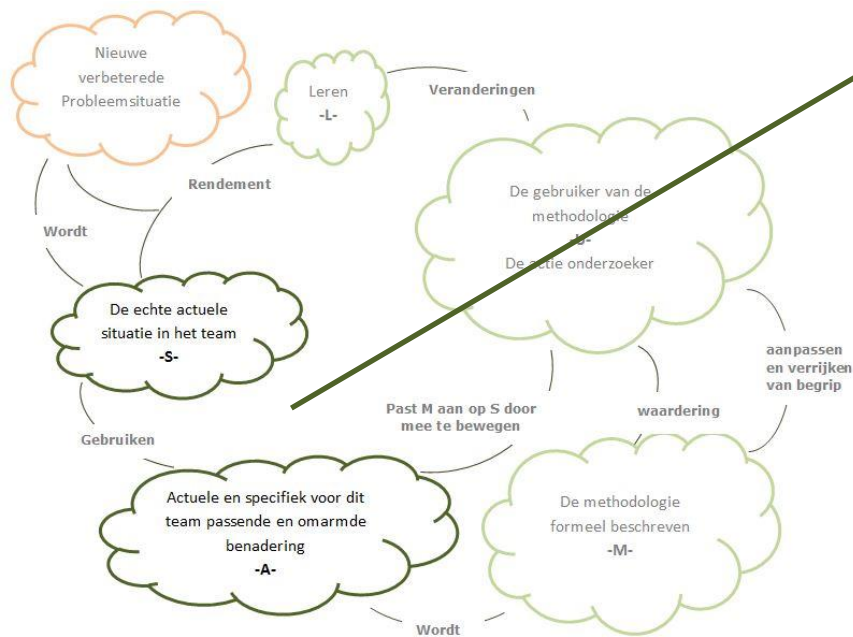 Nieuwe
verbeterede
Probleemsituatie
Leren
-L-
Veranderingen
Rendement
De gebruiker van de
methodologie
-U-
De actie onderzoeker
Wordt
De echte actuele
situatie in het team
-S-
aanpassen
en verrijken
van begrip
Past M aan op S door
mee te bewegen
waardering
Gebruiken
Actuele en specifiek voor dit
team passende en omarmde
benadering
-A-
De methodologie
formeel beschreven
-M-
Wordt